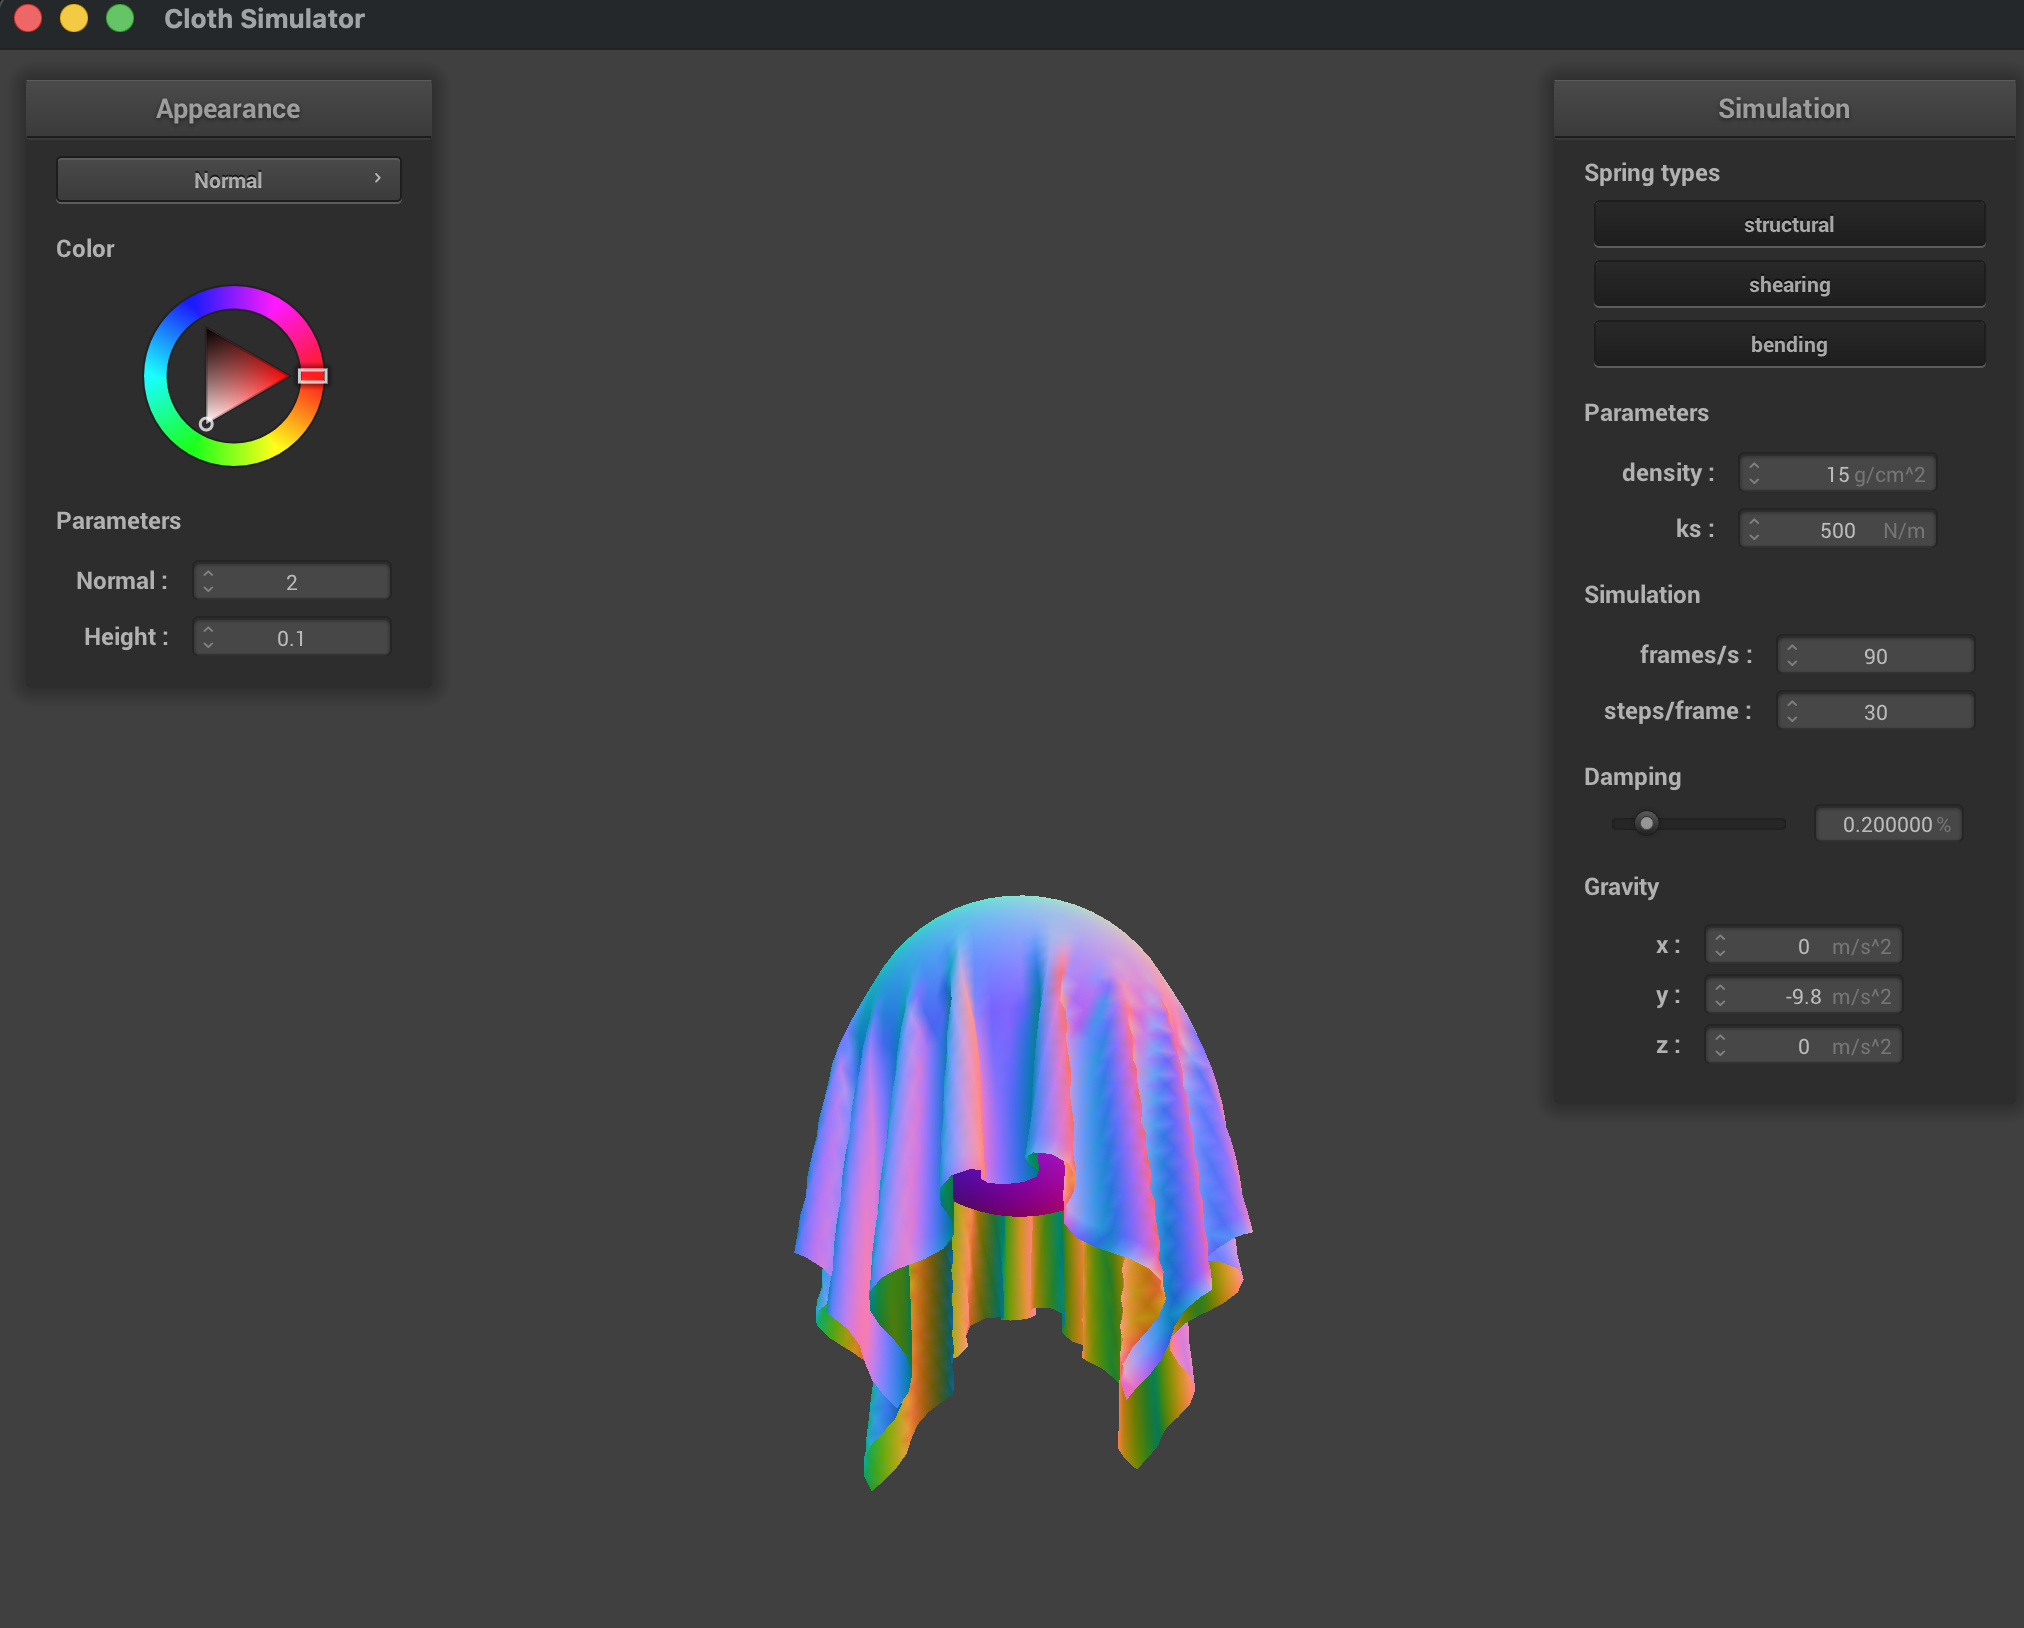 Cloth Simulator
Appearance
Normal
Color
Parameters
Normal : 2
Height : 0.1
Simulation
Spring types
structural
shearing
bending
Parameters
density : 15 g/cm^2
ks : 500 N/m
Simulation
frames/s : 90
steps/frame : 30
Damping
0.200000 %
Gravity
x : 0 m/s^2
y : -9.8 m/s^2
z : 0 m/s^2